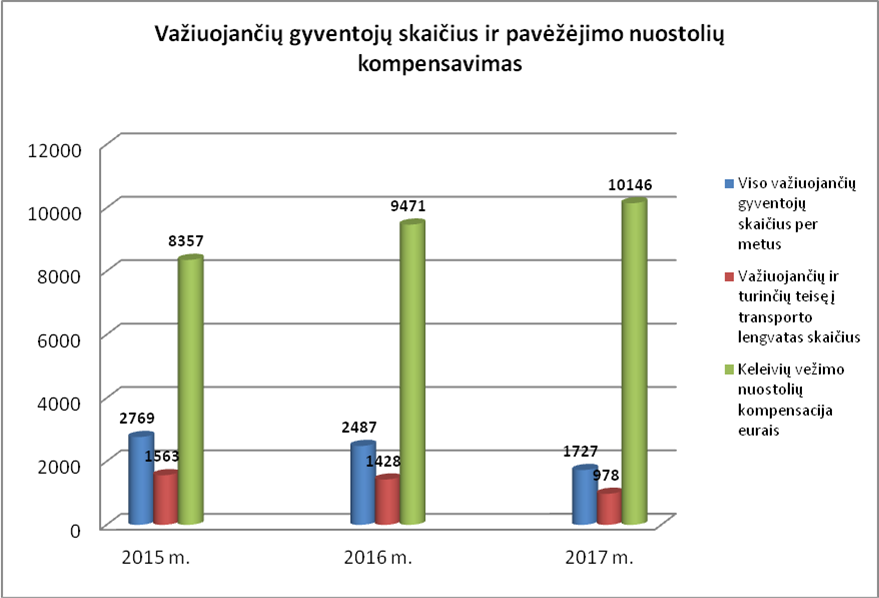 Važiuojančių gyventojų skaičius ir pavėžėjimo nuostolių
kompensavimas
12000
10000
8000
6000
4000
2000
0
2769
1563
8357
2487
1428
9471
1727
978
10146
2015 m.
2016 m.
2017 m.
Viso važiuojančių
gyventojų
skaičius per
metus
Važiuojančių ir
turinčių teisę į
transporto
lengvatas skaičius
Keleivių vežimo
nuostolių
kompensacija
eurais